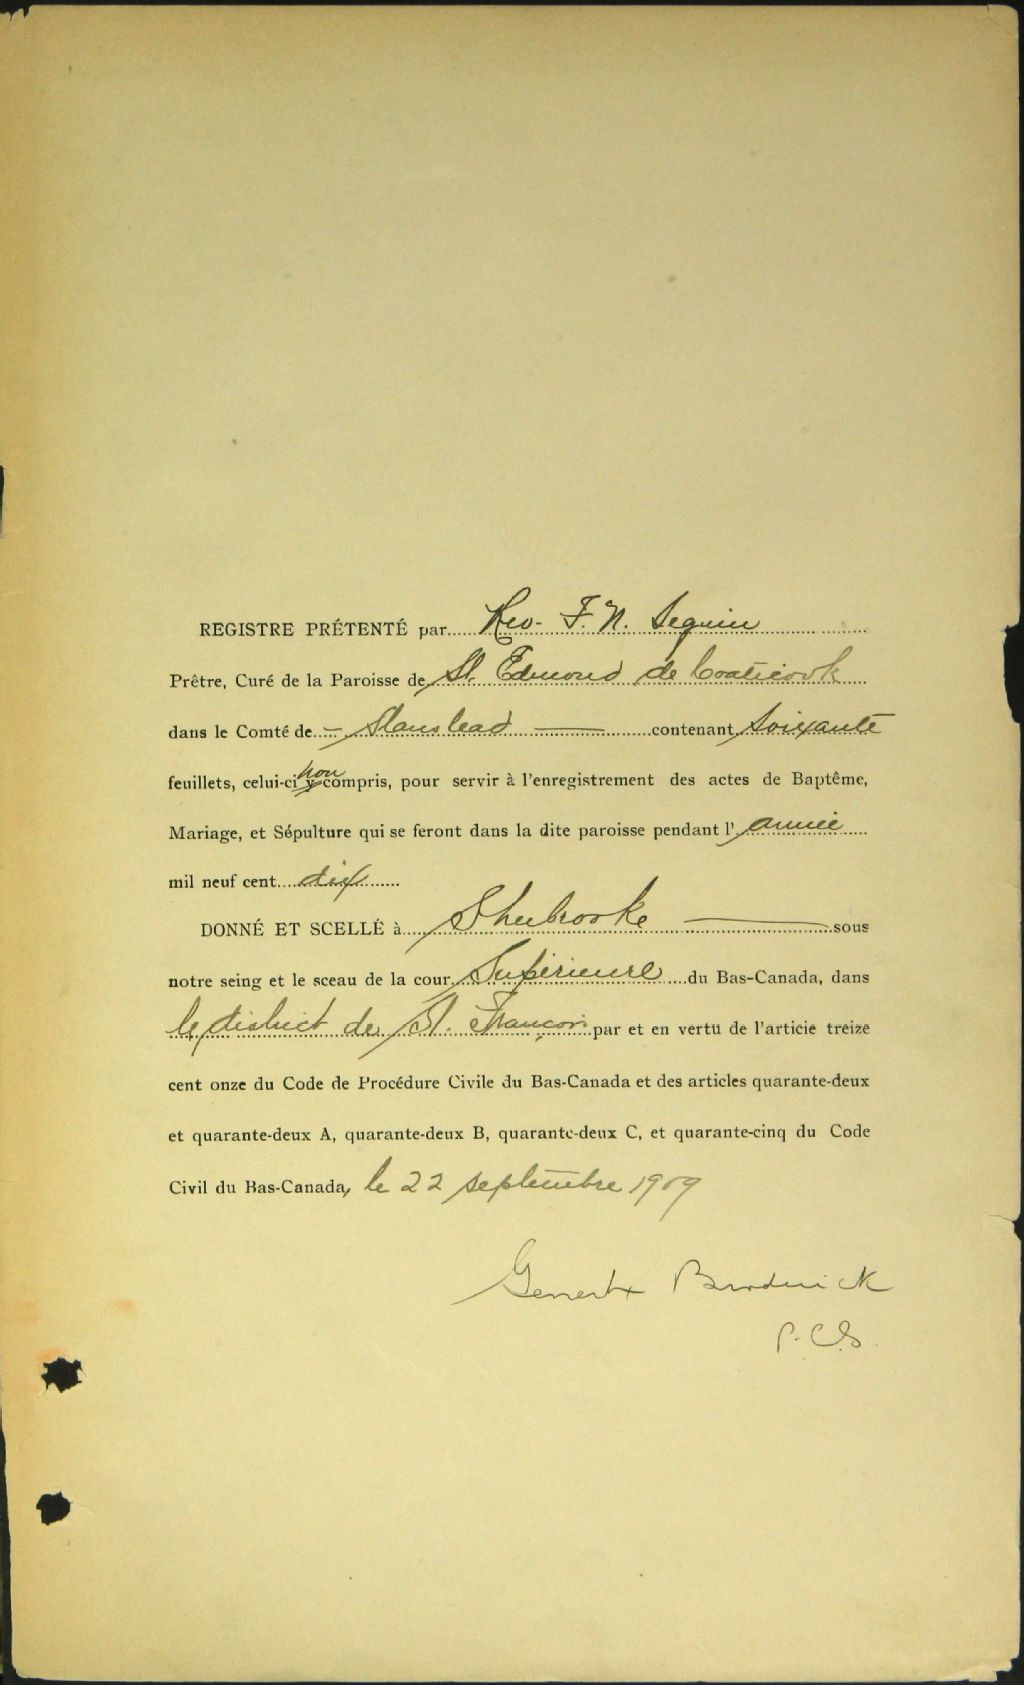 REGISTRE PRÉTENTÉ par Rev. F. N. Seguin
Prêtre, Curé de la Paroisse de St. Edmond de Coaticook
dans le Comté de - Stanstead - contenant Soixante
feuillets, celui-ci y non compris, pour servir à l'enregistrement des actes de Baptême,
Mariage, et Sépulture qui se feront dans la dite paroisse pendant l'année
mil neuf cent dix
DONNÉ ET SCELLÉ à Sherbrooke sous
notre seing et le sceau de la cour Supérieure du Bas-Canada, dans
le district de St. François par et en vertu de l'article treize
cent onze du Code de Procédure Civile du Bas-Canada et des articles quarante-deux
et quarante-deux A, quarante-deux B, quarante-deux C, et quarante-cinq du Code
Civil du Bas-Canada, le 22 septembre 1909
Broderick